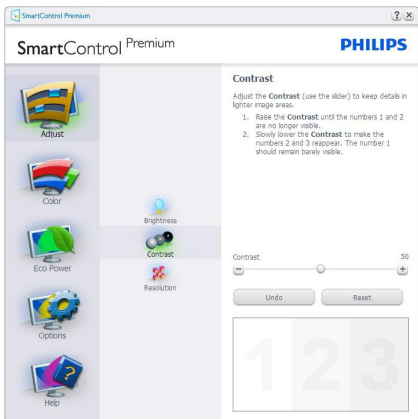 SmartControl Premium
? ×
SmartControl Premium
PHILIPS
Adjust
Color
Eco Power
Options
Help
Brightness
Contrast
Resolution
Contrast
Adjust the Contrast (use the slider) to keep details in
lighter image areas.
1. Raise the Contrast until the numbers 1 and 2
are no longer visible.
2. Slowly lower the Contrast to make the
numbers 2 and 3 reappear. The number 1
should remain barely visible.
Contrast 50
Undo Reset
1 2 3